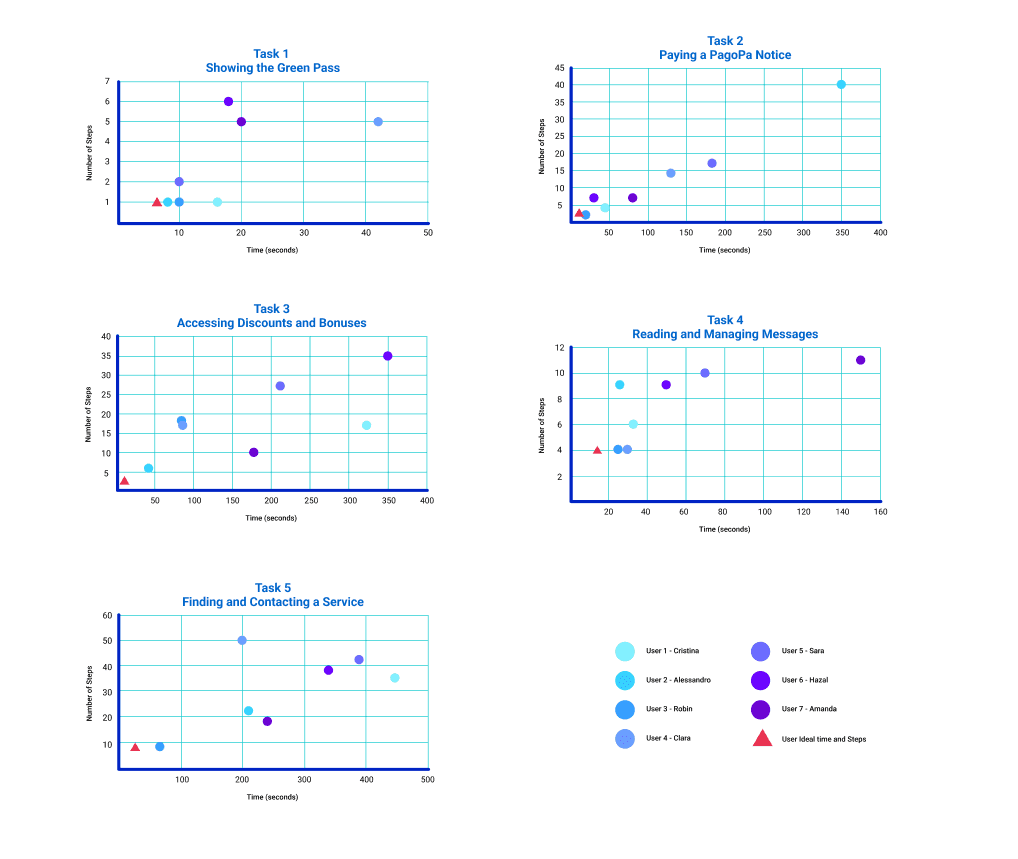 Task 1
Showing the Green Pass
7
6
5
4
3
2
1
Number of Steps
10
20
30
40
50
Time (seconds)
Task 2
Paying a PagoPa Notice
45
40
35
30
25
20
15
10
5
Number of Steps
50
100
150
200
250
300
350
400
Time (seconds)
Task 3
Accessing Discounts and Bonuses
40
35
30
25
20
15
10
5
Number of Steps
50
100
150
200
250
300
350
400
Time (seconds)
Task 4
Reading and Managing Messages
12
10
8
6
4
2
Number of Steps
20
40
60
80
100
120
140
160
Time (seconds)
Task 5
Finding and Contacting a Service
60
50
40
30
20
10
Number of Steps
100
200
300
400
500
Time (seconds)
User 1 - Cristina
User 2 - Alessandro
User 3 - Robin
User 4 - Clara
User 5 - Sara
User 6 - Hazal
User 7 - Amanda
User Ideal time and Steps